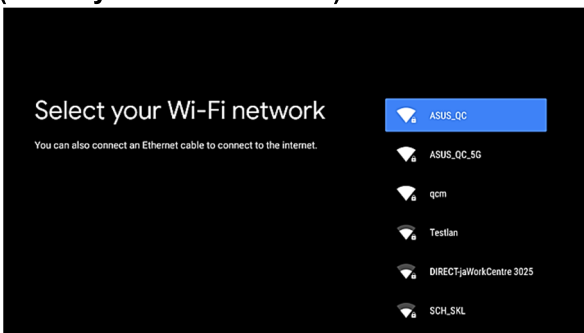 Select your Wi-Fi network
You can also connect an Ethernet cable to connect to the internet.
ASUS_QC
ASUS_QC_5G
qcm
Testlan
DIRECT-jaWorkCentre 3025
SCH_SKL